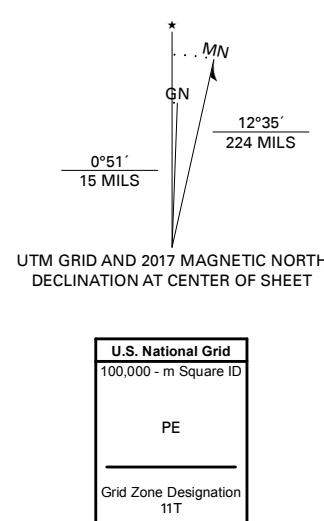 ★
MN
GN
12°35´
224 MILS
0°51´
15 MILS
UTM GRID AND 2017 MAGNETIC NORTH
DECLINATION AT CENTER OF SHEET
U.S. National Grid
100,000 - m Square ID
PE
Grid Zone Designation
11T